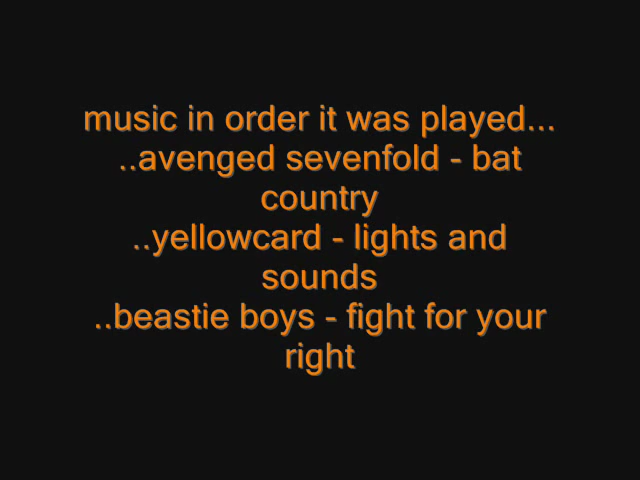 music in order it was played...
..avenged sevenfold - bat
country
..yellowcard - lights and
sounds
..beastie boys - fight for your
right